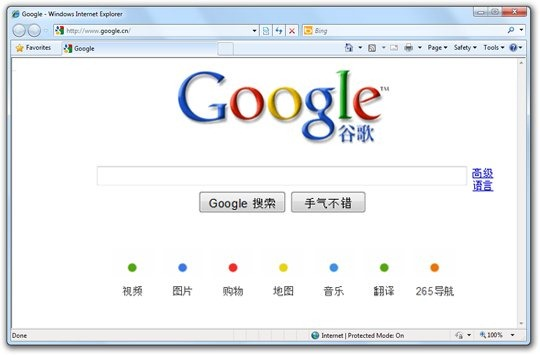 Google - Windows Internet Explorer
http://www.google.cn/
Bing
Favorites
Google
Page
Safety
Tools
Google™
谷歌
高级
语言
Google 搜索
手气不错
视频
图片
购物
地图
音乐
翻译
265导航
Done
Internet | Protected Mode: On
100%